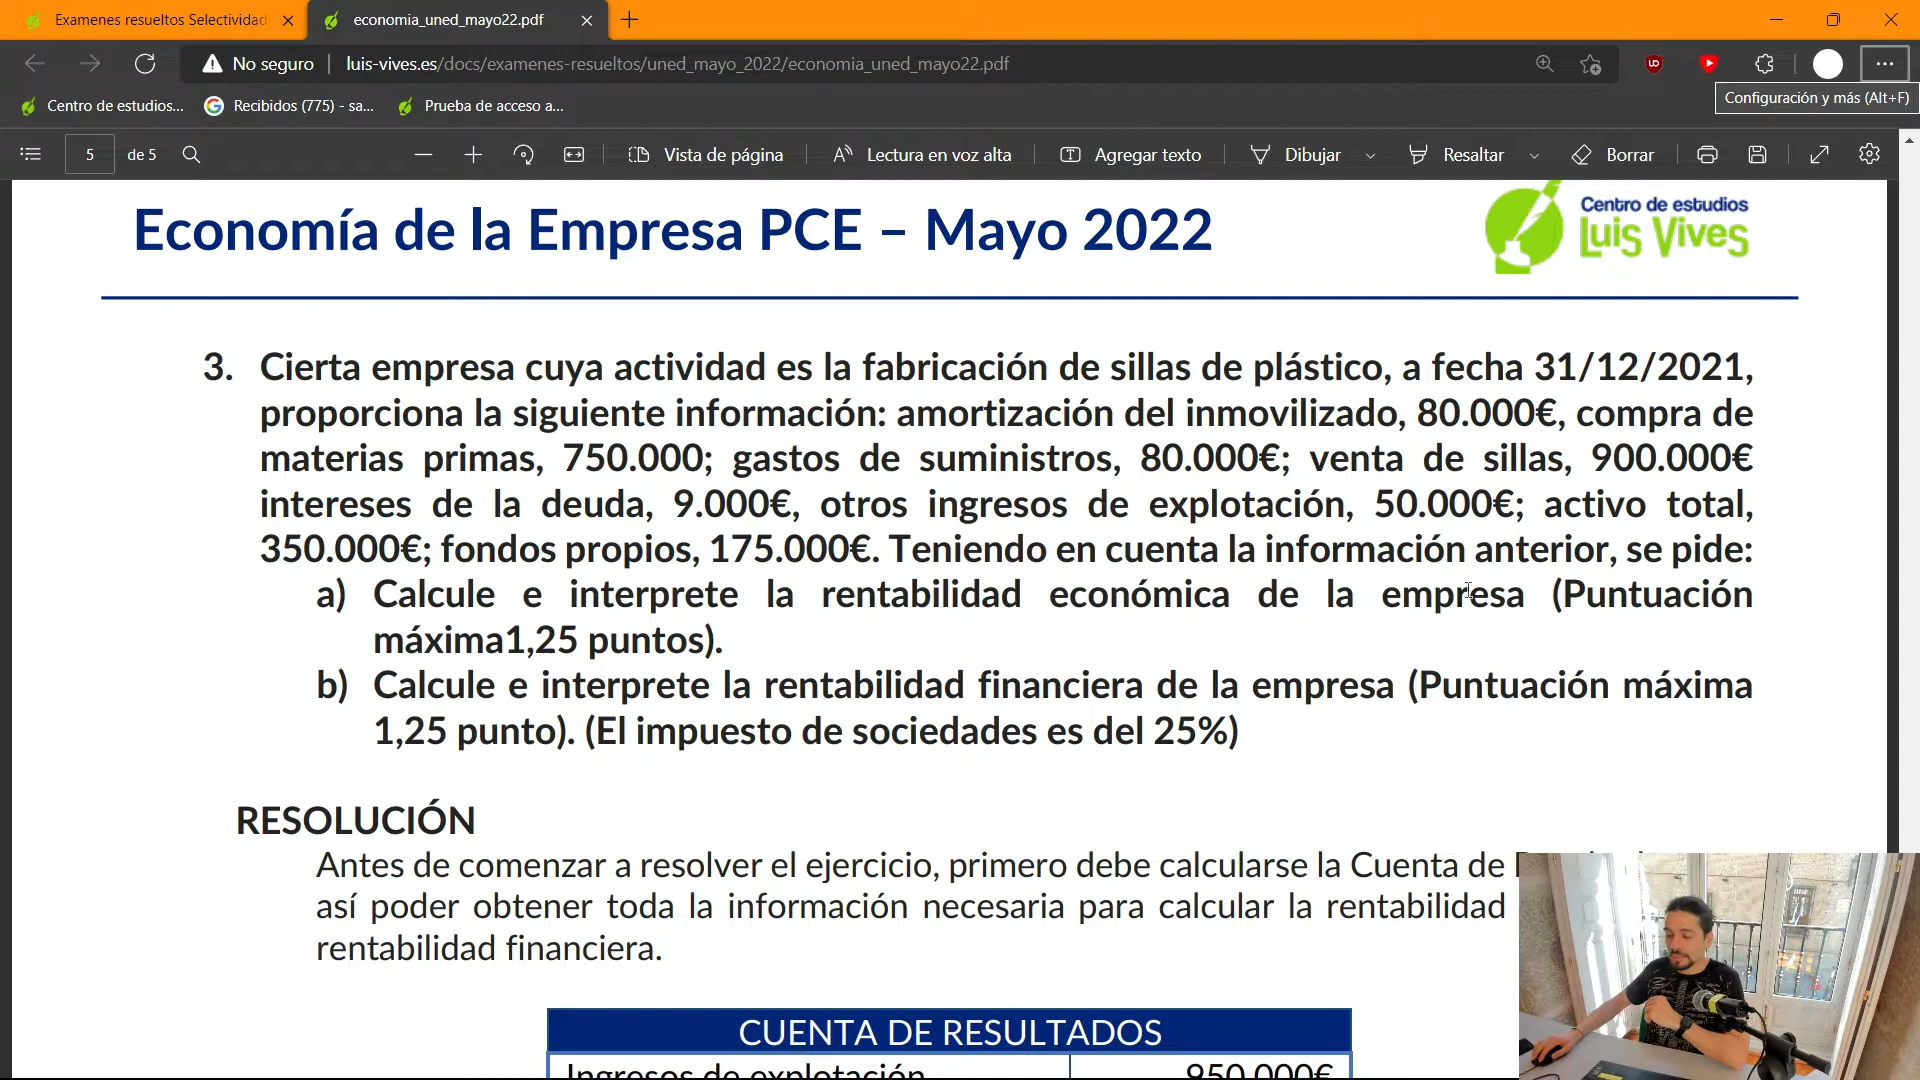 Examenes resueltos Selectividad
economia_uned_mayo22.pdf
No seguro
luis-vives.es/docs/examenes-resueltos/uned_mayo_2022/economia_uned_mayo22.pdf
Configuración y más (Alt+F)
Centro de estudios...
Recibidos (775) - sa...
Prueba de acceso a...
5 de 5
Vista de página
Lectura en voz alta
Agregar texto
Dibujar
Resaltar
Borrar
Economía de la Empresa PCE – Mayo 2022
Centro de estudios
Luis Vives
3. Cierta empresa cuya actividad es la fabricación de sillas de plástico, a fecha 31/12/2021,
proporciona la siguiente información: amortización del inmovilizado, 80.000€, compra de
materias primas, 750.000; gastos de suministros, 80.000€; venta de sillas, 900.000€
intereses de la deuda, 9.000€, otros ingresos de explotación, 50.000€; activo total,
350.000€; fondos propios, 175.000€. Teniendo en cuenta la información anterior, se pide:
a) Calcule e interprete la rentabilidad económica de la empresa (Puntuación
máxima1,25 puntos).
b) Calcule e interprete la rentabilidad financiera de la empresa (Puntuación máxima
1,25 punto). (El impuesto de sociedades es del 25%)
RESOLUCIÓN
Antes de comenzar a resolver el ejercicio, primero debe calcularse la Cuenta de
así poder obtener toda la información necesaria para calcular la rentabilidad
rentabilidad financiera.
CUENTA DE RESULTADOS
Ingresos de explotación 950.000€